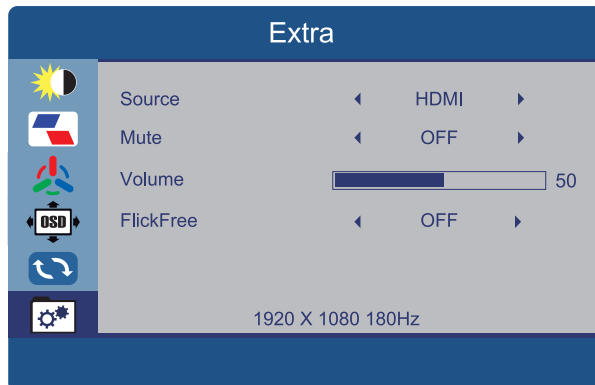 Extra
Source HDMI
Mute OFF
Volume 50
OSD FlickFree OFF
1920 X 1080 180Hz